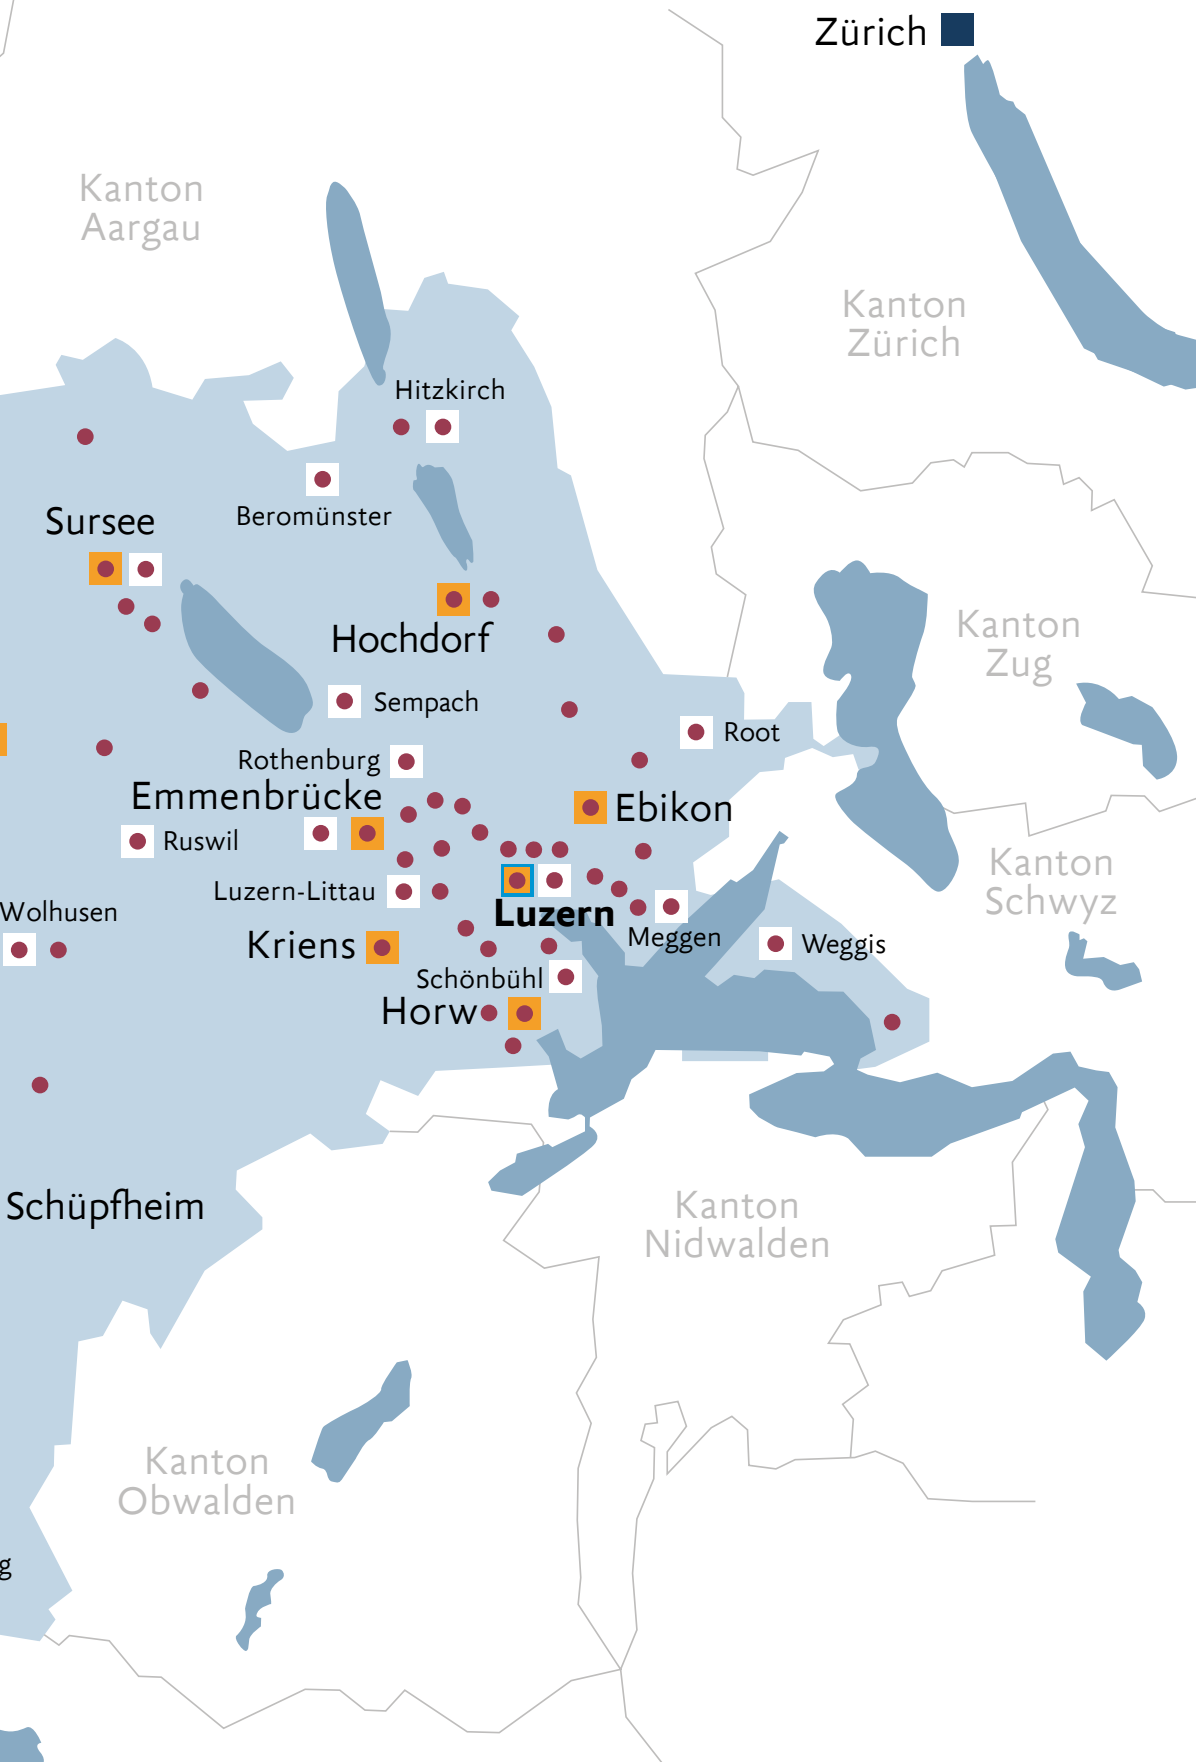 Zürich
Kanton
Aargau
Kanton
Zürich
Hitzkirch
Beromünster
Sursee
Kanton
Zug
Hochdorf
Sempach
Root
Rothenburg
Emmenbrücke
Ebikon
Ruswil
Kanton
Schwyz
Luzern-Littau
Wolhusen
Luzern
Meggen
Weggis
Kriens
Schönbühl
Horw
Schüpfheim
Kanton
Nidwalden
Kanton
Obwalden
g